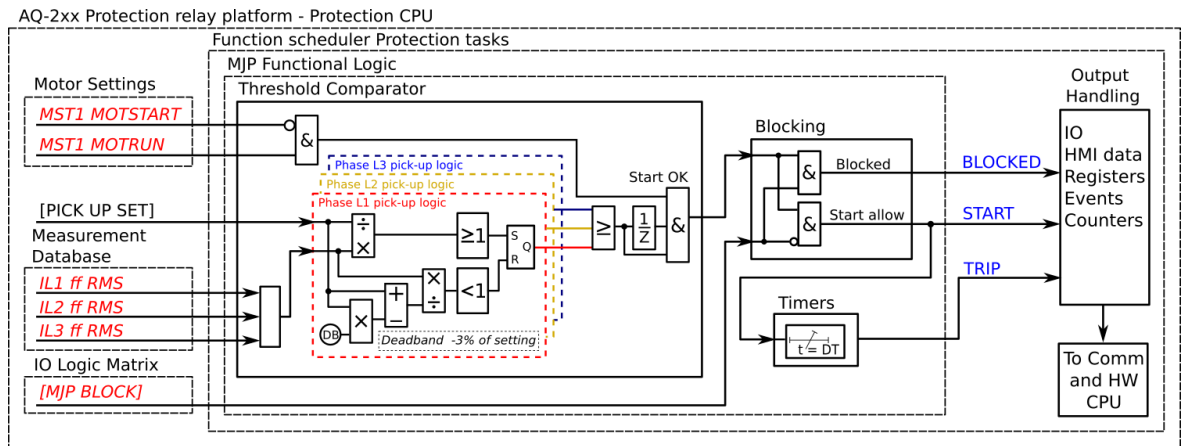 AQ-2xx Protection relay platform - Protection CPU
Function scheduler Protection tasks
MJP Functional Logic
Motor Settings
MST1 MOTSTART
MST1 MOTRUN
Threshold Comparator
&
Phase L3 pick-up logic
Phase L2 pick-up logic
Phase L1 pick-up logic
[PICK UP SET]
Measurement
Database
IL1 ff RMS
IL2 ff RMS
IL3 ff RMS
÷
×
≥1
S
R
Q
×
÷
<1
+
−
×
DB
Deadband -3% of setting
≥
1
Z
Start OK
&
IO Logic Matrix
[MJP BLOCK]
Blocking
&
Blocked
&
Start allow
Timers
t = DT
BLOCKED
START
TRIP
Output
Handling
IO
HMI data
Registers
Events
Counters
To Comm
and HW
CPU